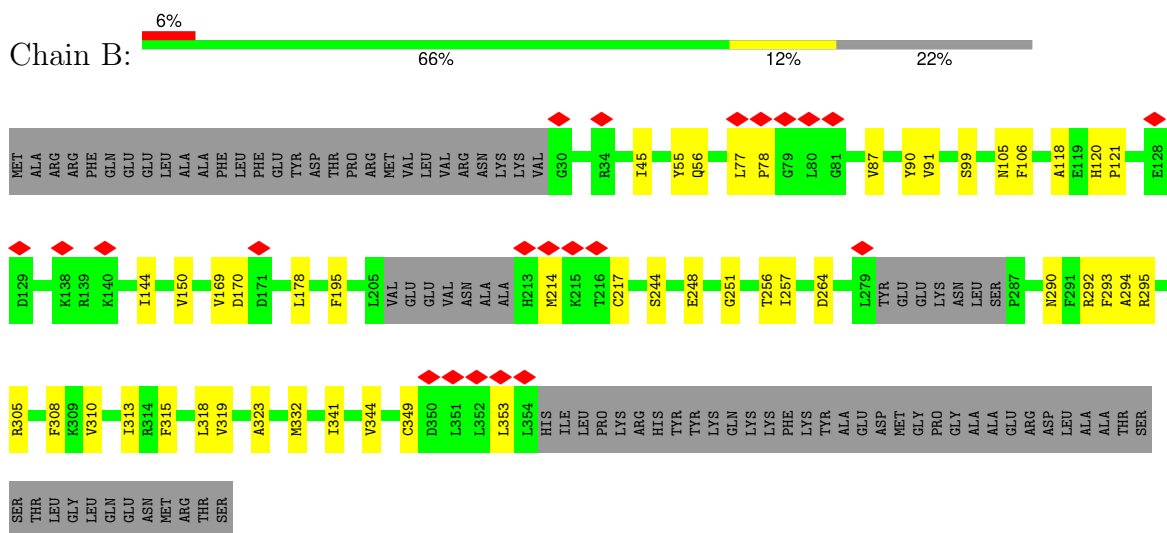 6%
Chain B:
66% 12% 22%
MET ALA ARG ARG PHE GLN GLU GLU LEU ALA ALA PHE LEU PHE GLU TYR ASP THR PRO ARG MET VAL LEU VAL ARG ASN LYS LYS VAL G30 R34 I45 Y55 Q56 L77 P78 G79 L80 G81 V87 Y90 V91 S99 N105 F106 A118 E119 H120 P121 E128
D129 K138 R139 K140 I144 V150 V169 D170 D171 L178 F195 L205 VAL GLU GLU VAL ASN ALA ALA H213 M214 K215 T216 C217 S244 E248 G251 T256 I257 D264 L279 TYR GLU GLU LYS ASN LEU SER P287 N290 F291 R292 F293 A294 R295
R305 F308 K309 V310 I313 R314 F315 L318 V319 A323 M332 I341 V344 C349 D350 L351 L352 L353 L354 HIS ILE LEU PRO LYS ARG HIS TYR TYR LYS GLN LYS LYS PHE LYS TYR ALA GLU ASP MET GLY PRO GLY ALA ALA GLU ARG ASP LEU ALA ALA THR SER
SER THR LEU GLY LEU GLN GLU ASN MET ARG THR SER